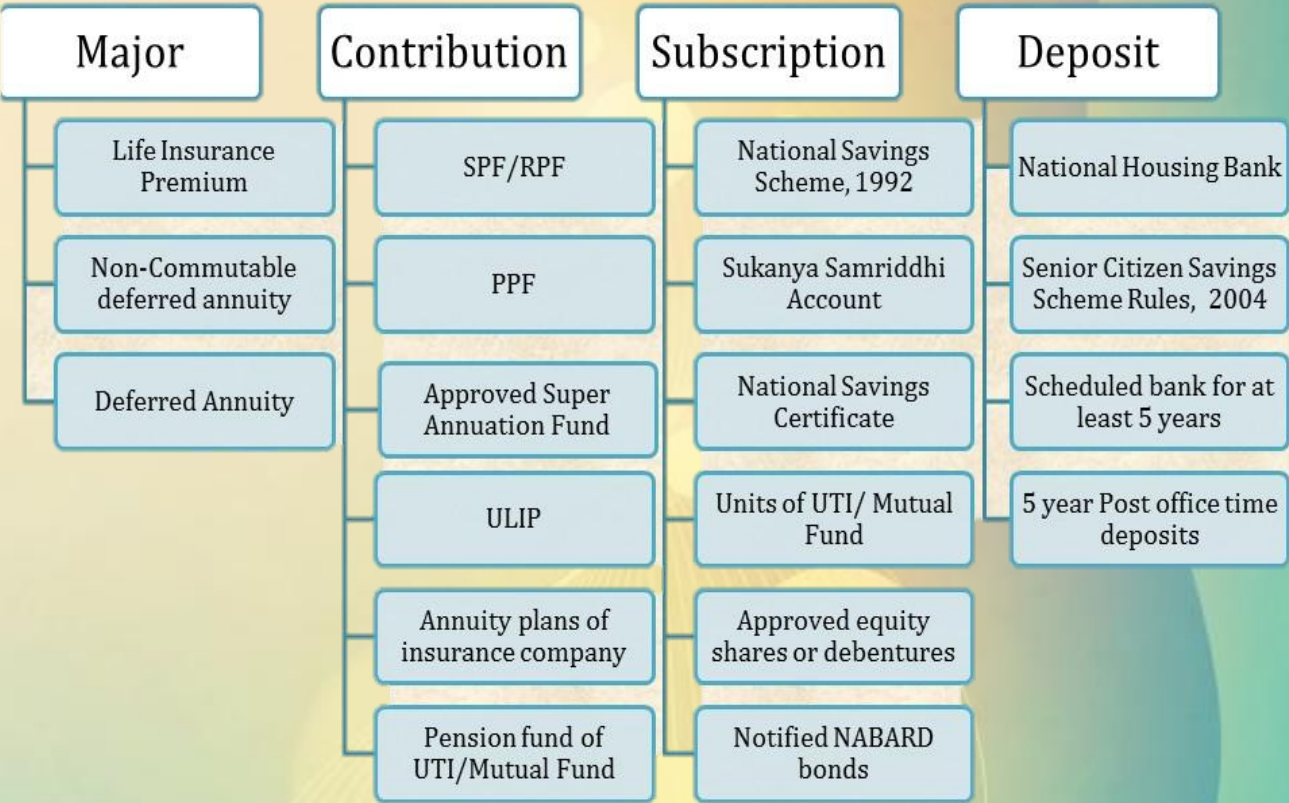 Major
Life Insurance
Premium
Non-Commutable
deferred annuity
Deferred Annuity
Contribution
SPF/RPF
PPF
Approved Super
Annuation Fund
ULIP
Annuity plans of
insurance company
Pension fund of
UTI/Mutual Fund
Subscription
National Savings
Scheme, 1992
Sukanya Samriddhi
Account
National Savings
Certificate
Units of UTI/ Mutual
Fund
Approved equity
shares or debentures
Notified NABARD
bonds
Deposit
National Housing Bank
Senior Citizen Savings
Scheme Rules, 2004
Scheduled bank for at
least 5 years
5 year Post office time
deposits